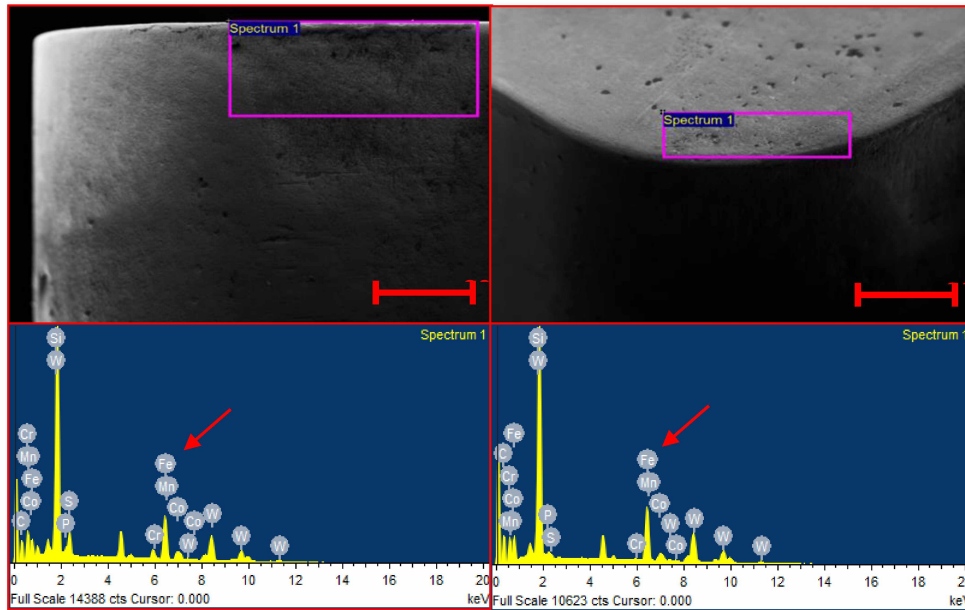 Spectrum 1
Spectrum 1
Spectrum 1
Si
W
Cr
Mn
Fe
Co
C
S
P
Fe
Mn
Co
Co
Cr
W
W
W
W
0 2 4 6 8 10 12 14 16 18 20
Full Scale 14388 cts Cursor: 0.000 keV
Spectrum 1
Si
W
Fe
C
Cr
Co
Mn
P
S
Fe
Mn
Co
W
W
Cr
Co
W
W
2 4 6 8 10 12 14 16 18 20
Full Scale 10623 cts Cursor: 0.000 keV